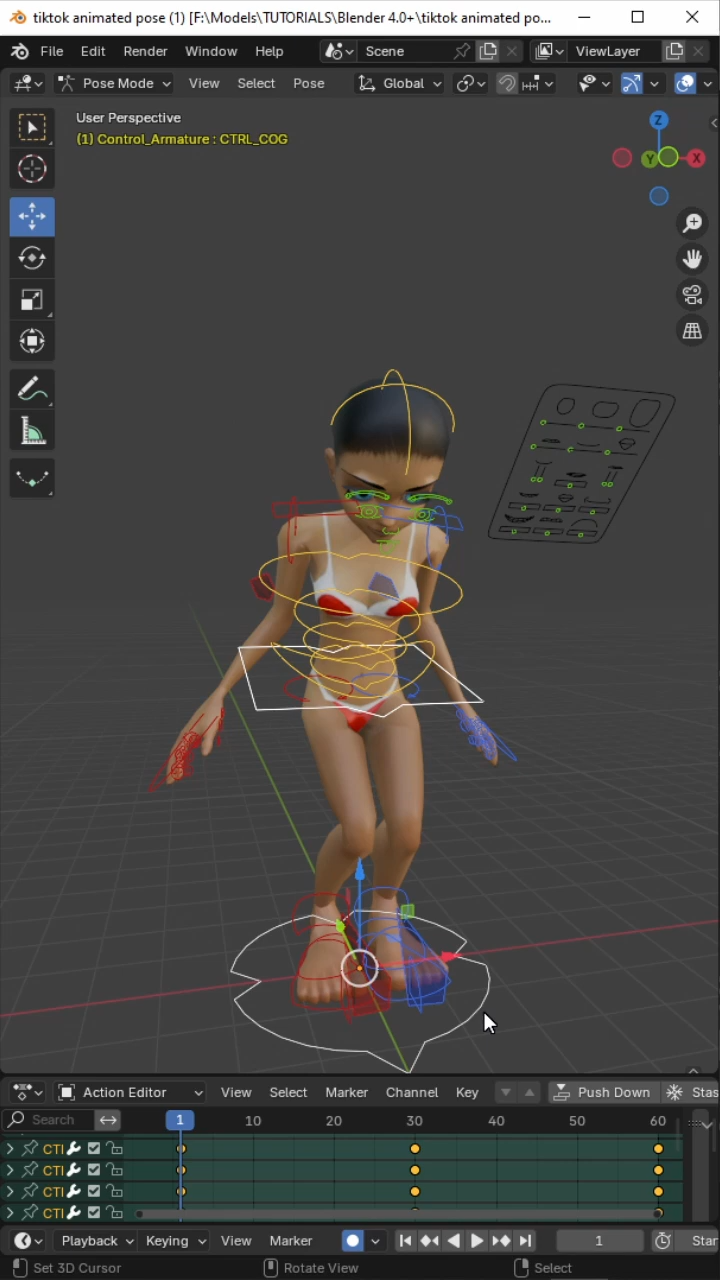 tiktok animated pose (1) [F:\Models\TUTORIALS\Blender 4.0+\tiktok animated po...
File Edit Render Window Help Scene ViewLayer
Pose Mode View Select Pose Global
User Perspective
(1) Control_Armature : CTRL_COG
Z
Y X
Action Editor View Select Marker Channel Key Push Down Stas
Search 1 10 20 30 40 50 60
CTI
CTI
CTI
CTI
Playback Keying View Marker 1 Star
Set 3D Cursor Rotate View Select